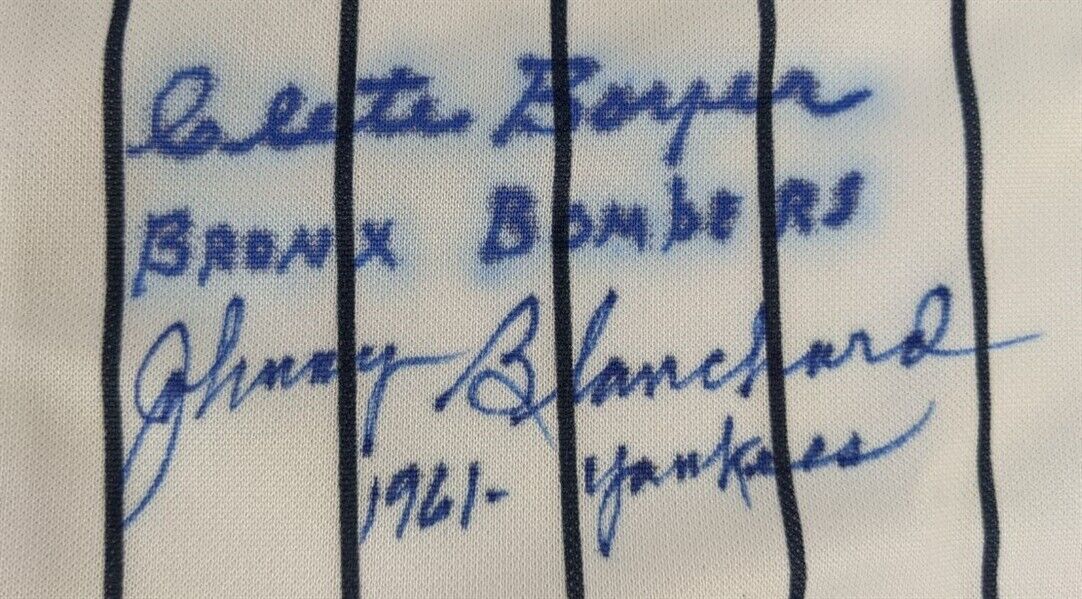 Clete Boyer
BRONX BOMbERS
Johnny Blanchard
1961- Yankees